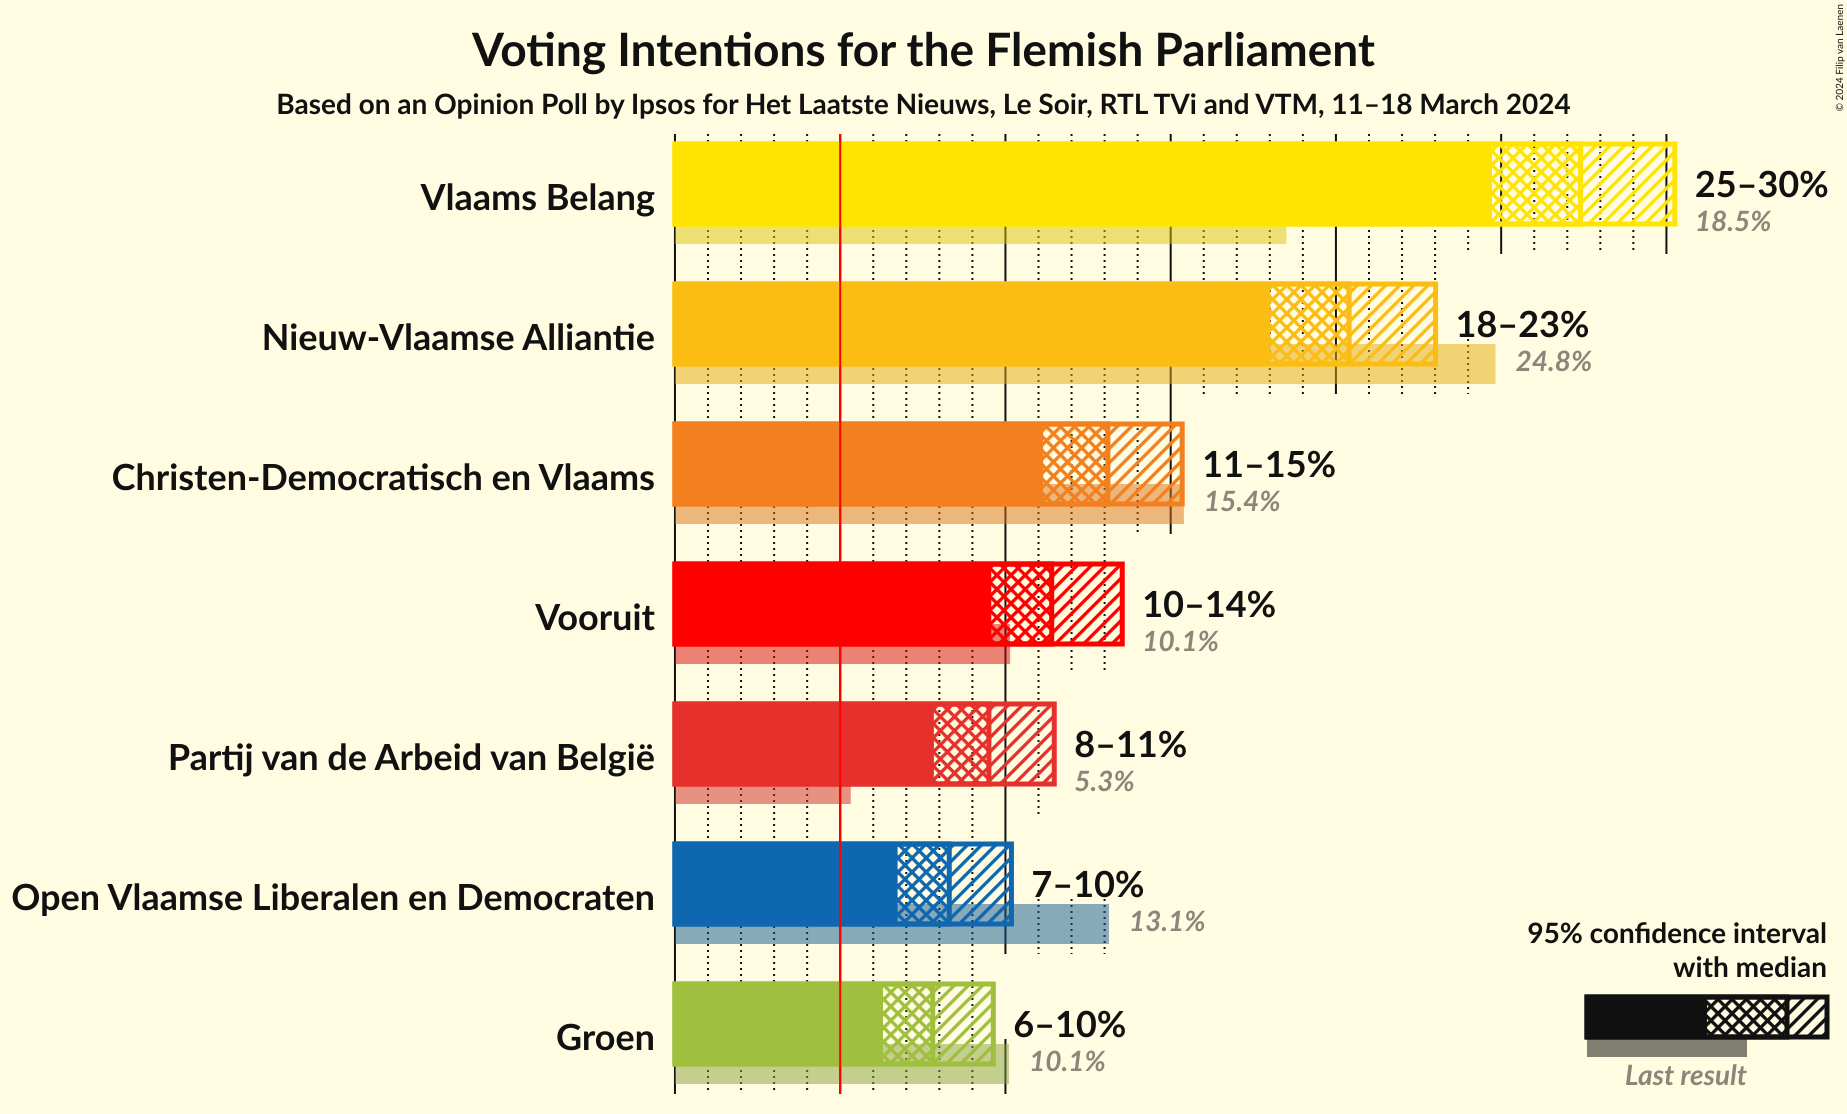 Voting Intentions for the Flemish Parliament
Based on an Opinion Poll by Ipsos for Het Laatste Nieuws, Le Soir, RTL TVi and VTM, 11–18 March 2024
© 2024 Filip van Laenen
Vlaams Belang
25–30%
18.5%
Nieuw-Vlaamse Alliantie
18–23%
24.8%
Christen-Democratisch en Vlaams
11–15%
15.4%
Vooruit
10–14%
10.1%
Partij van de Arbeid van België
8–11%
5.3%
Open Vlaamse Liberalen en Democraten
7–10%
13.1%
Groen
6–10%
10.1%
95% confidence interval
with median
Last result